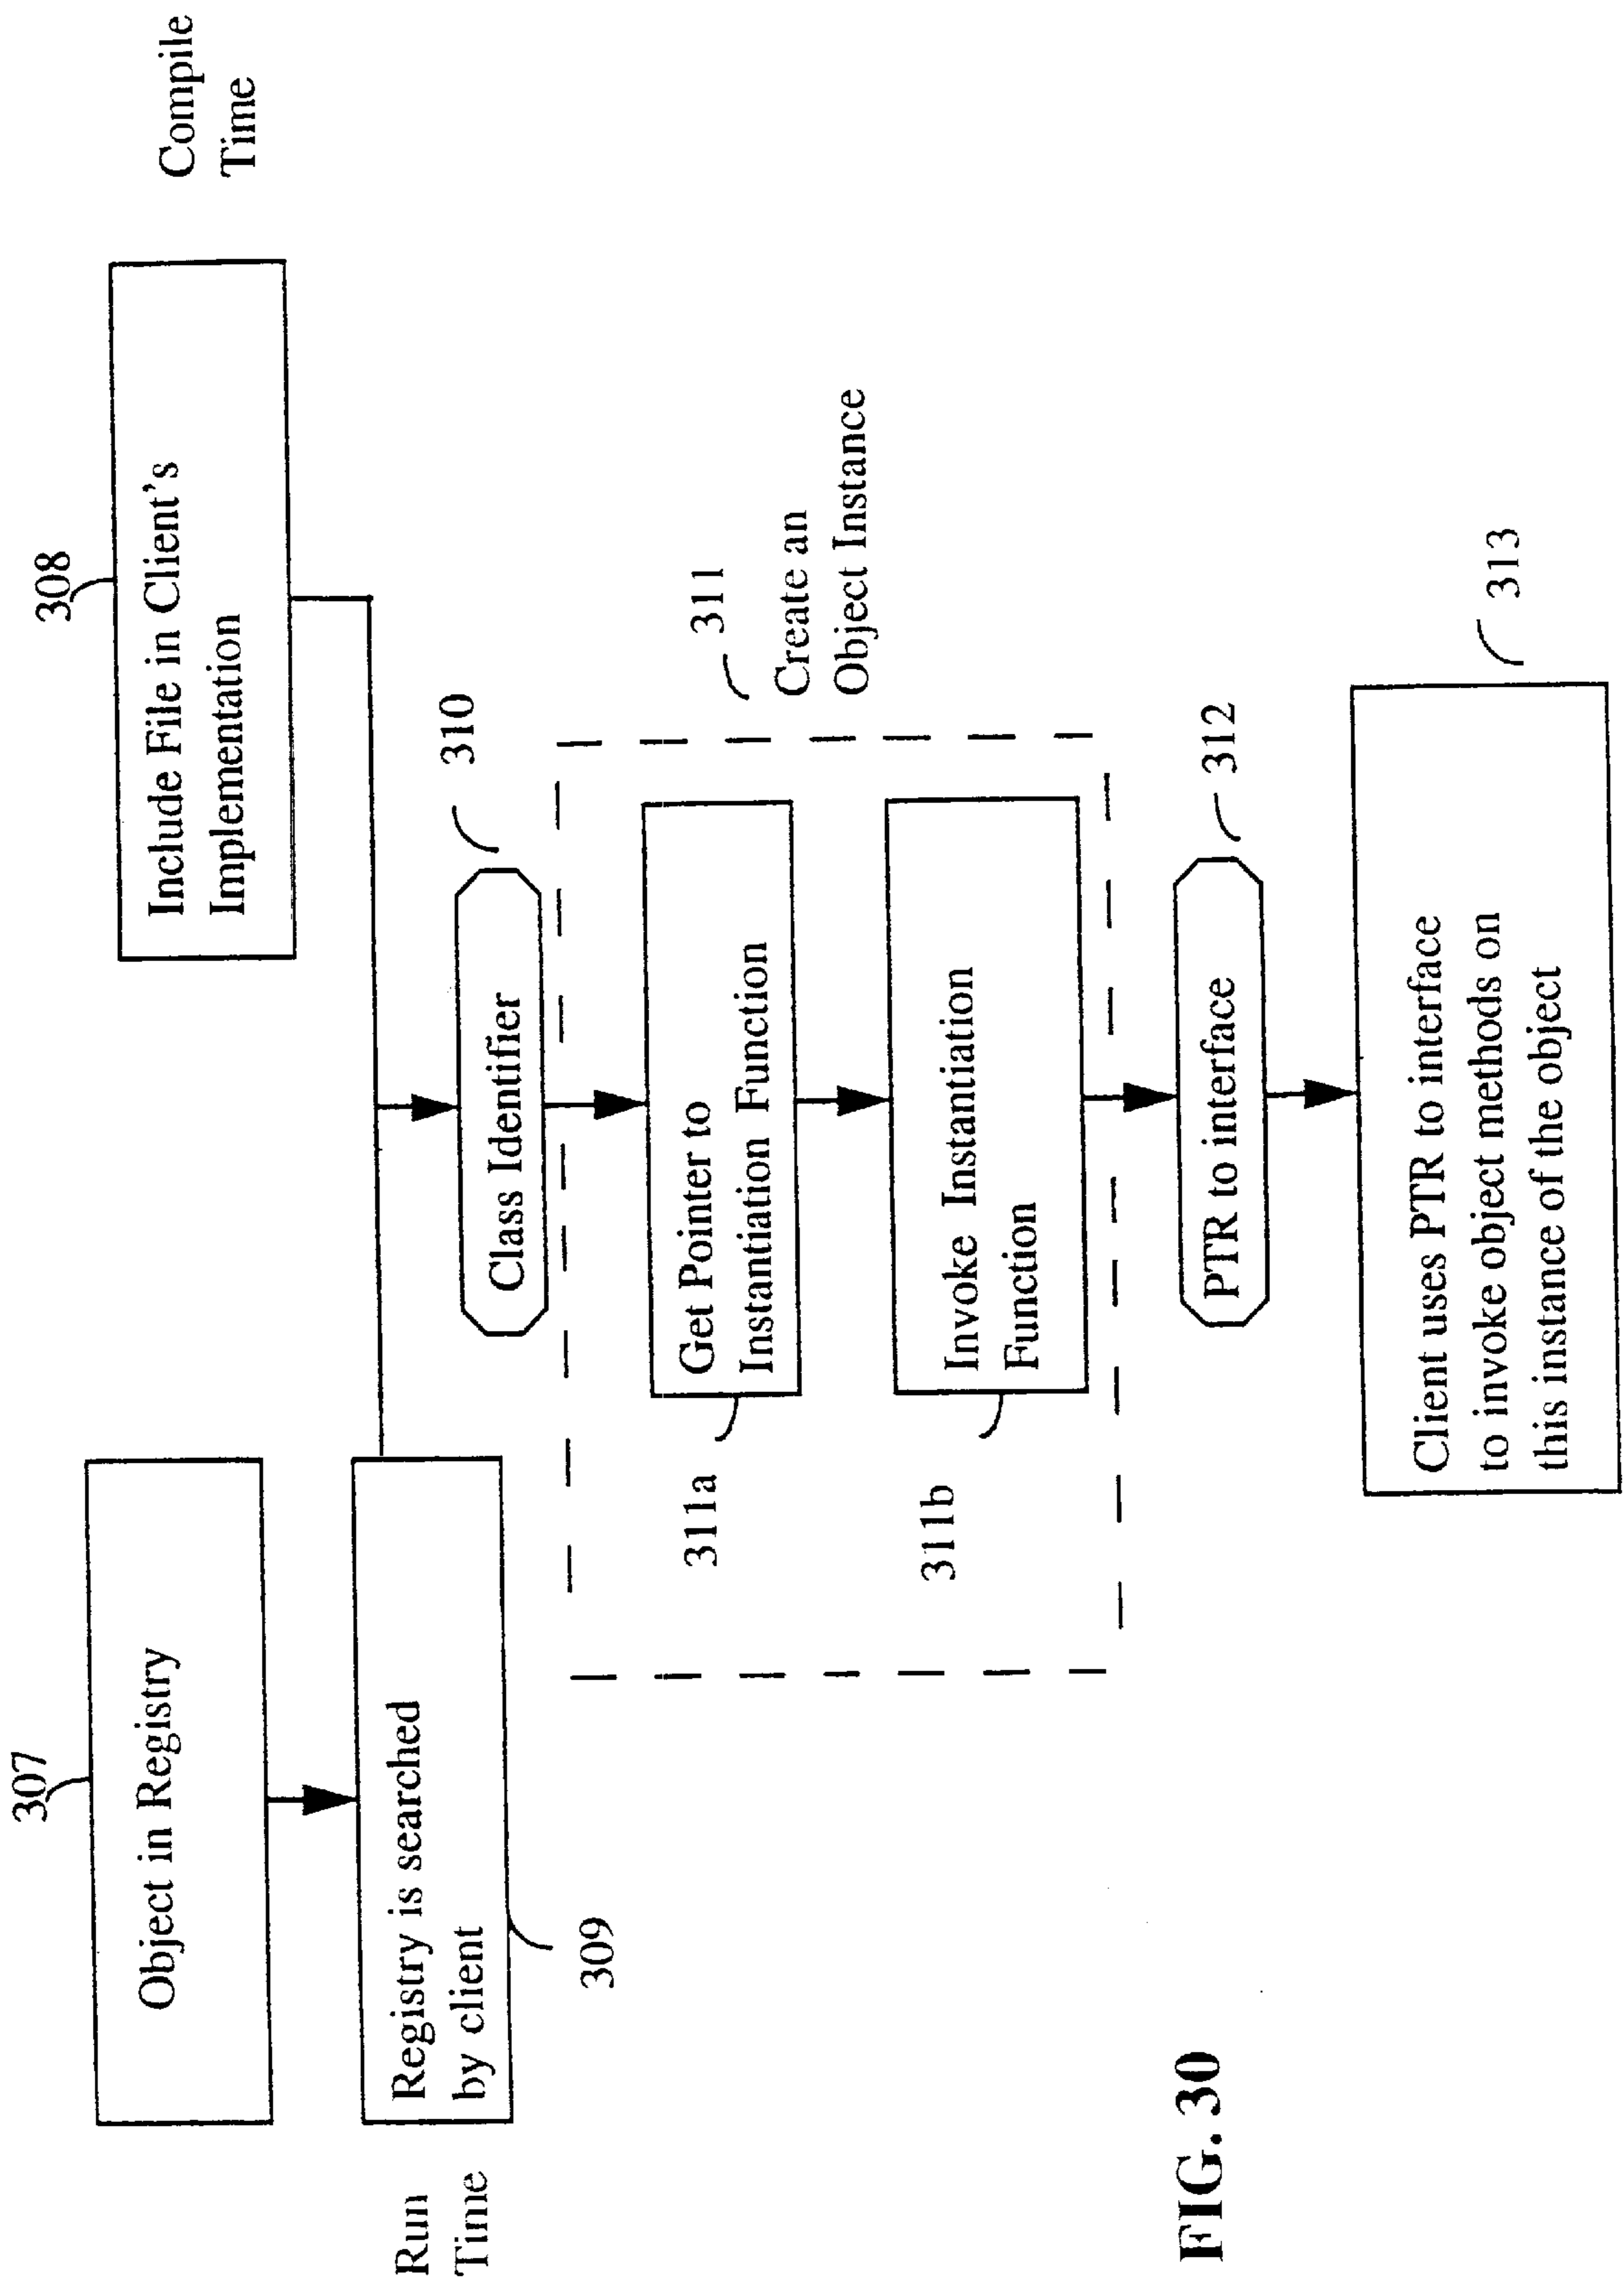 307
Object in Registry
308
Include File in Client's
Implementation
Compile
Time
Run
Time
Registry is searched
by client
309
310
Class Identifier
311
Create an
Object Instance
311a
Get Pointer to
Instantiation Function
311b
Invoke Instantiation
Function
312
PTR to interface
313
Client uses PTR to interface
to invoke object methods on
this instance of the object
FIG. 30